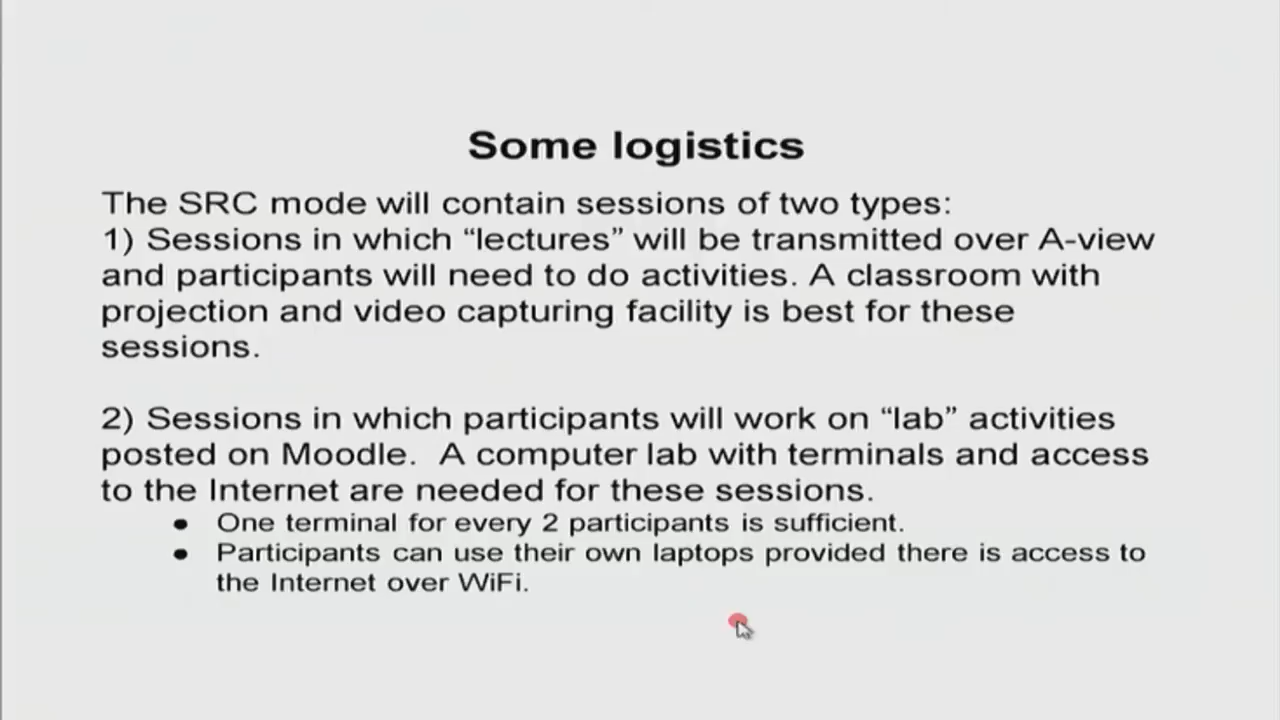 Some logistics
The SRC mode will contain sessions of two types:
1) Sessions in which “lectures” will be transmitted over A-view
and participants will need to do activities. A classroom with
projection and video capturing facility is best for these
sessions.
2) Sessions in which participants will work on “lab” activities
posted on Moodle.  A computer lab with terminals and access
to the Internet are needed for these sessions.
● One terminal for every 2 participants is sufficient.
● Participants can use their own laptops provided there is access to
the Internet over WiFi.